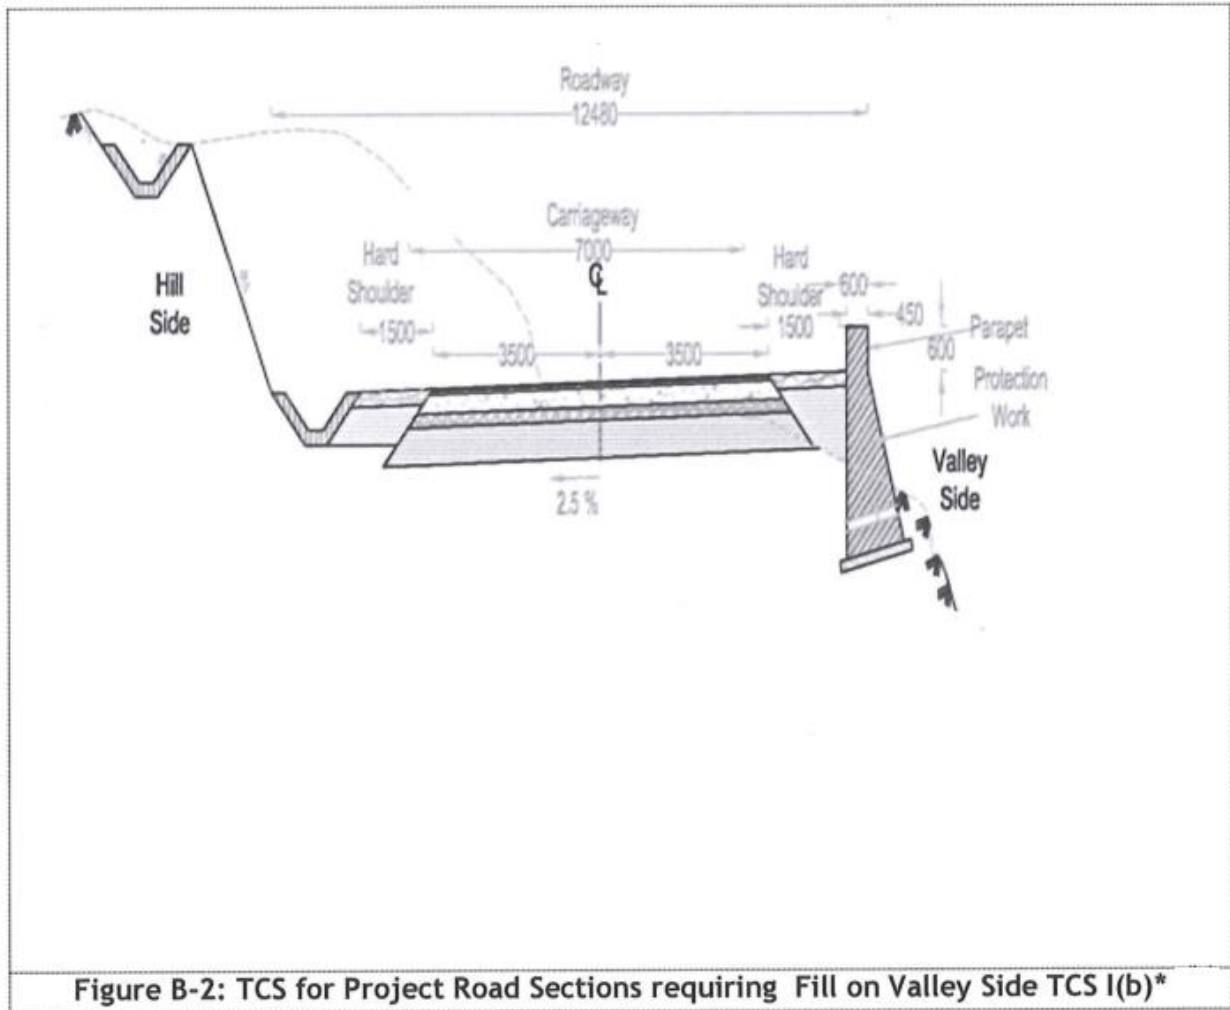 Roadway
12480
Carriageway
7000
Hard
Shoulder
1500
Hard
Shoulder
1500
600
450
C
L
3500
3500
600
Parapet
Protection
Work
Hill
Side
Valley
Side
2.5 %
Figure B-2: TCS for Project Road Sections requiring Fill on Valley Side TCS I(b)*